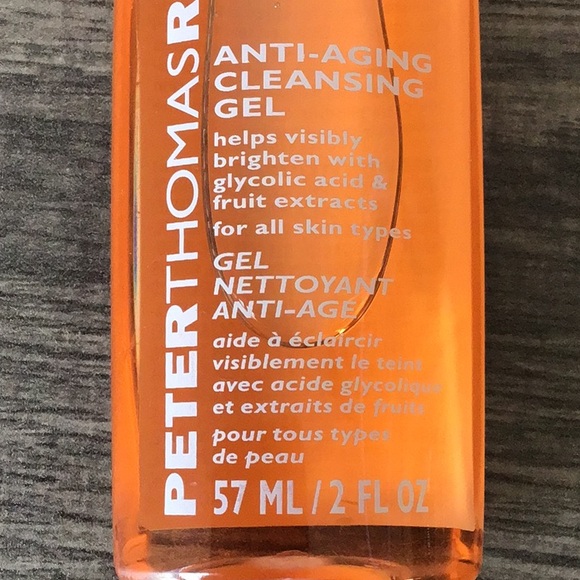 PETERTHOMASR
ANTI-AGING
CLEANSING
GEL
helps visibly
brighten with
glycolic acid &
fruit extracts
for all skin types
GEL
NETTOYANT
ANTI-AGE
aide à éclaircir
visiblement le teint
avec acide glycolique
et extraits de fruits
pour tous types
de peau
57 ML / 2 FL OZ